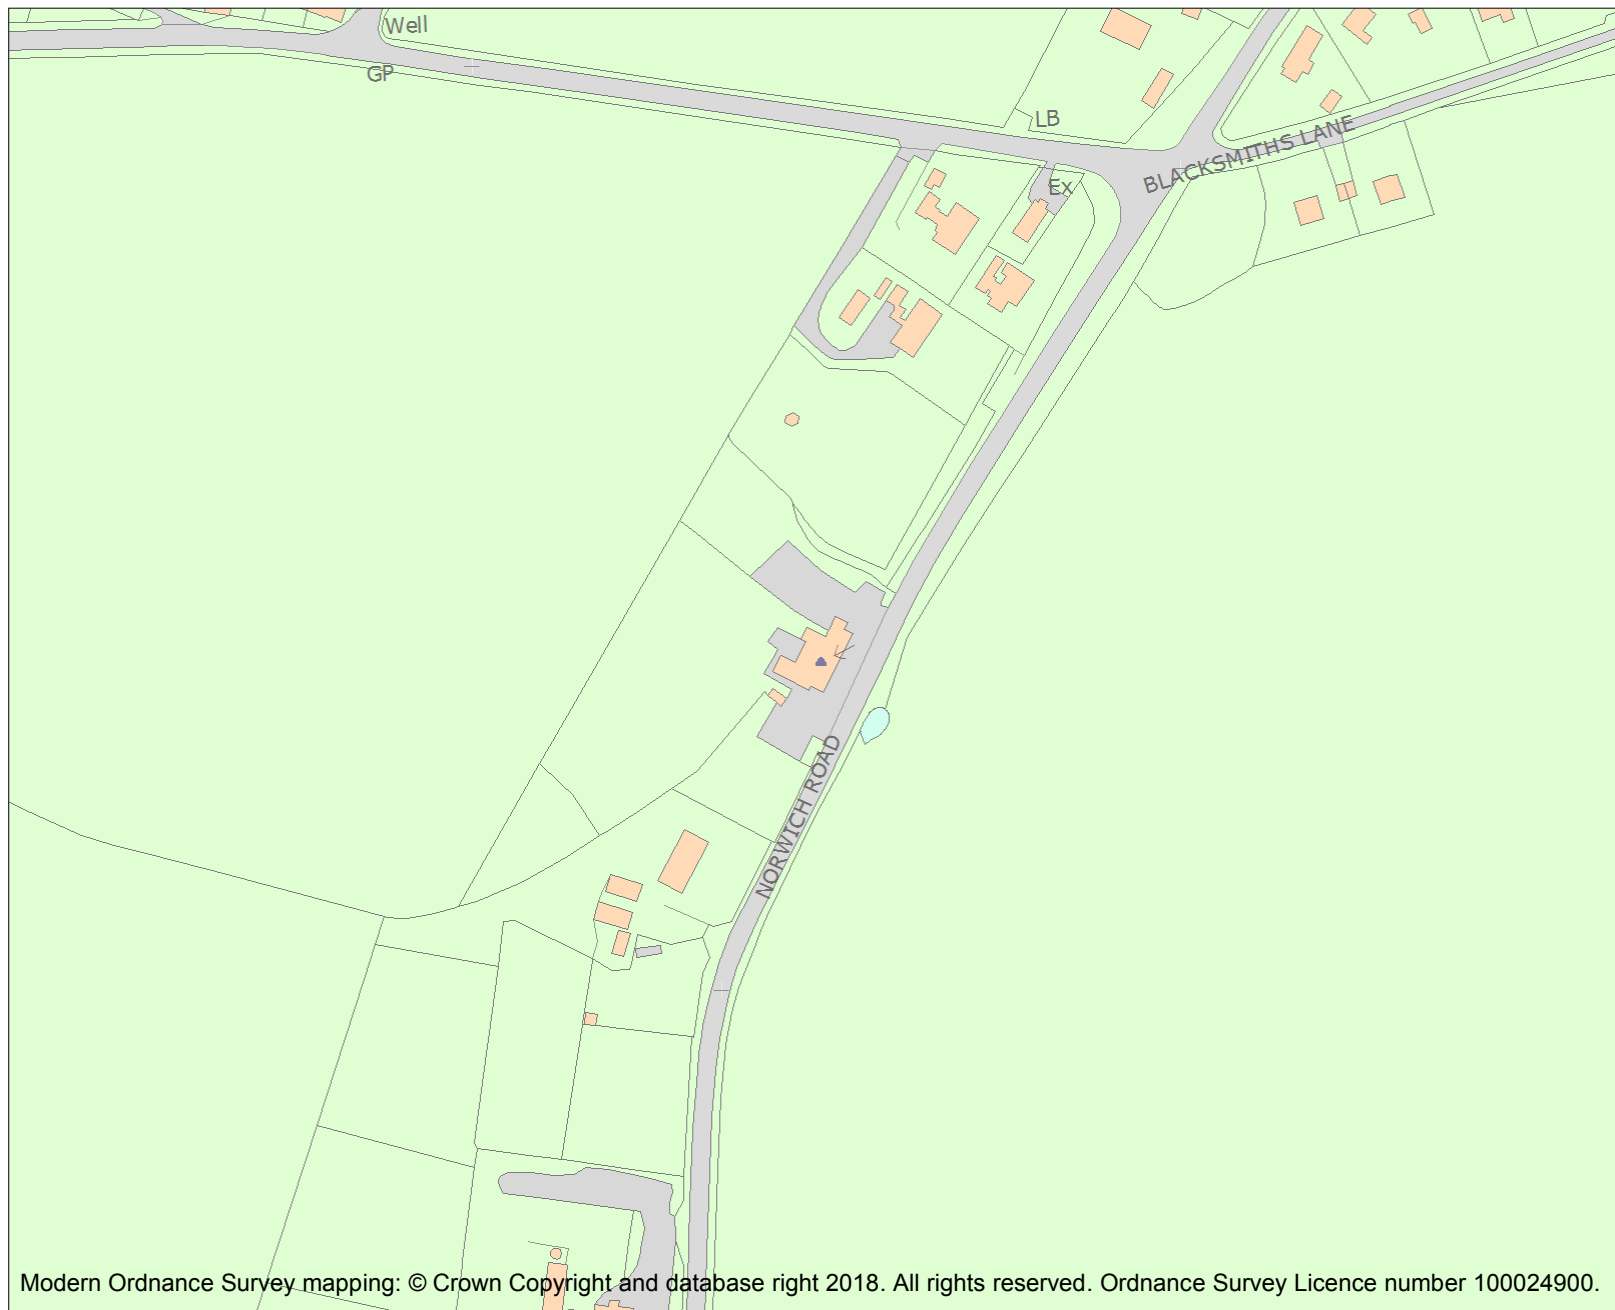 Well
GP
LB
BLACKSMITHS LANE
Ex
NORWICH ROAD
Modern Ordnance Survey mapping: © Crown Copyright and database right 2018. All rights reserved. Ordnance Survey Licence number 100024900.